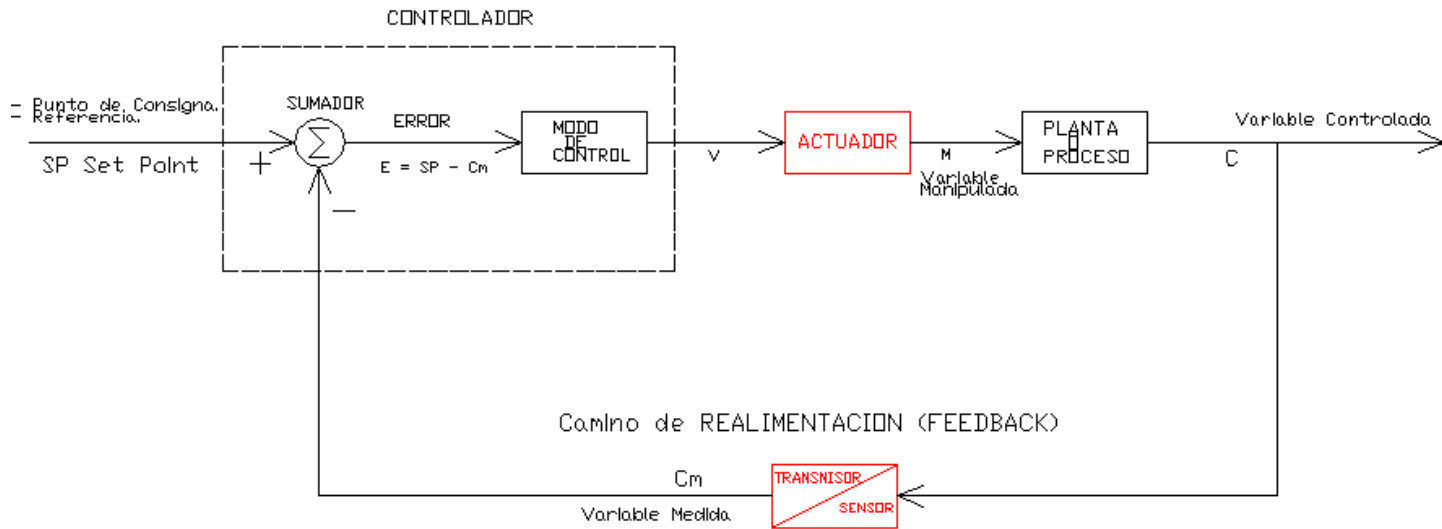 CONTROLADOR
- Punto de Consigna.
- Referencia.
SP Set Point
+
SUMADOR
Σ
−
ERROR
E = SP - Cm
MODO
DE
CONTROL
V
ACTUADOR
M
Variable
Manipulada
PLANTA
O
PROCESO
Variable Controlada
C
Camino de REALIMENTACION (FEEDBACK)
Cm
Variable Medida
TRANSMISOR
SENSOR